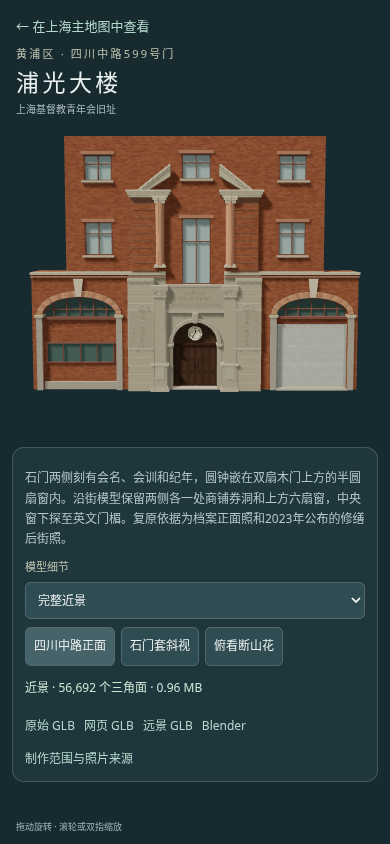 ← 在上海主地图中查看
黄浦区 · 四川中路599号门
浦光大楼
上海基督教青年会旧址
石门两侧刻有会名、会训和纪年，圆钟嵌在双扇木门上方的半圆
扇窗内。沿街模型保留两侧各一处商铺券洞和上方六扇窗，中央
窗下探至英文门楣。复原依据为档案正面照和2023年公布的修缮
后街照。
模型细节
完整近景
四川中路正面
石门套斜视
俯看断山花
近景 · 56,692 个三角面 · 0.96 MB
原始 GLB 网页 GLB 远景 GLB Blender
制作范围与照片来源
拖动旋转 · 滚轮或双指缩放